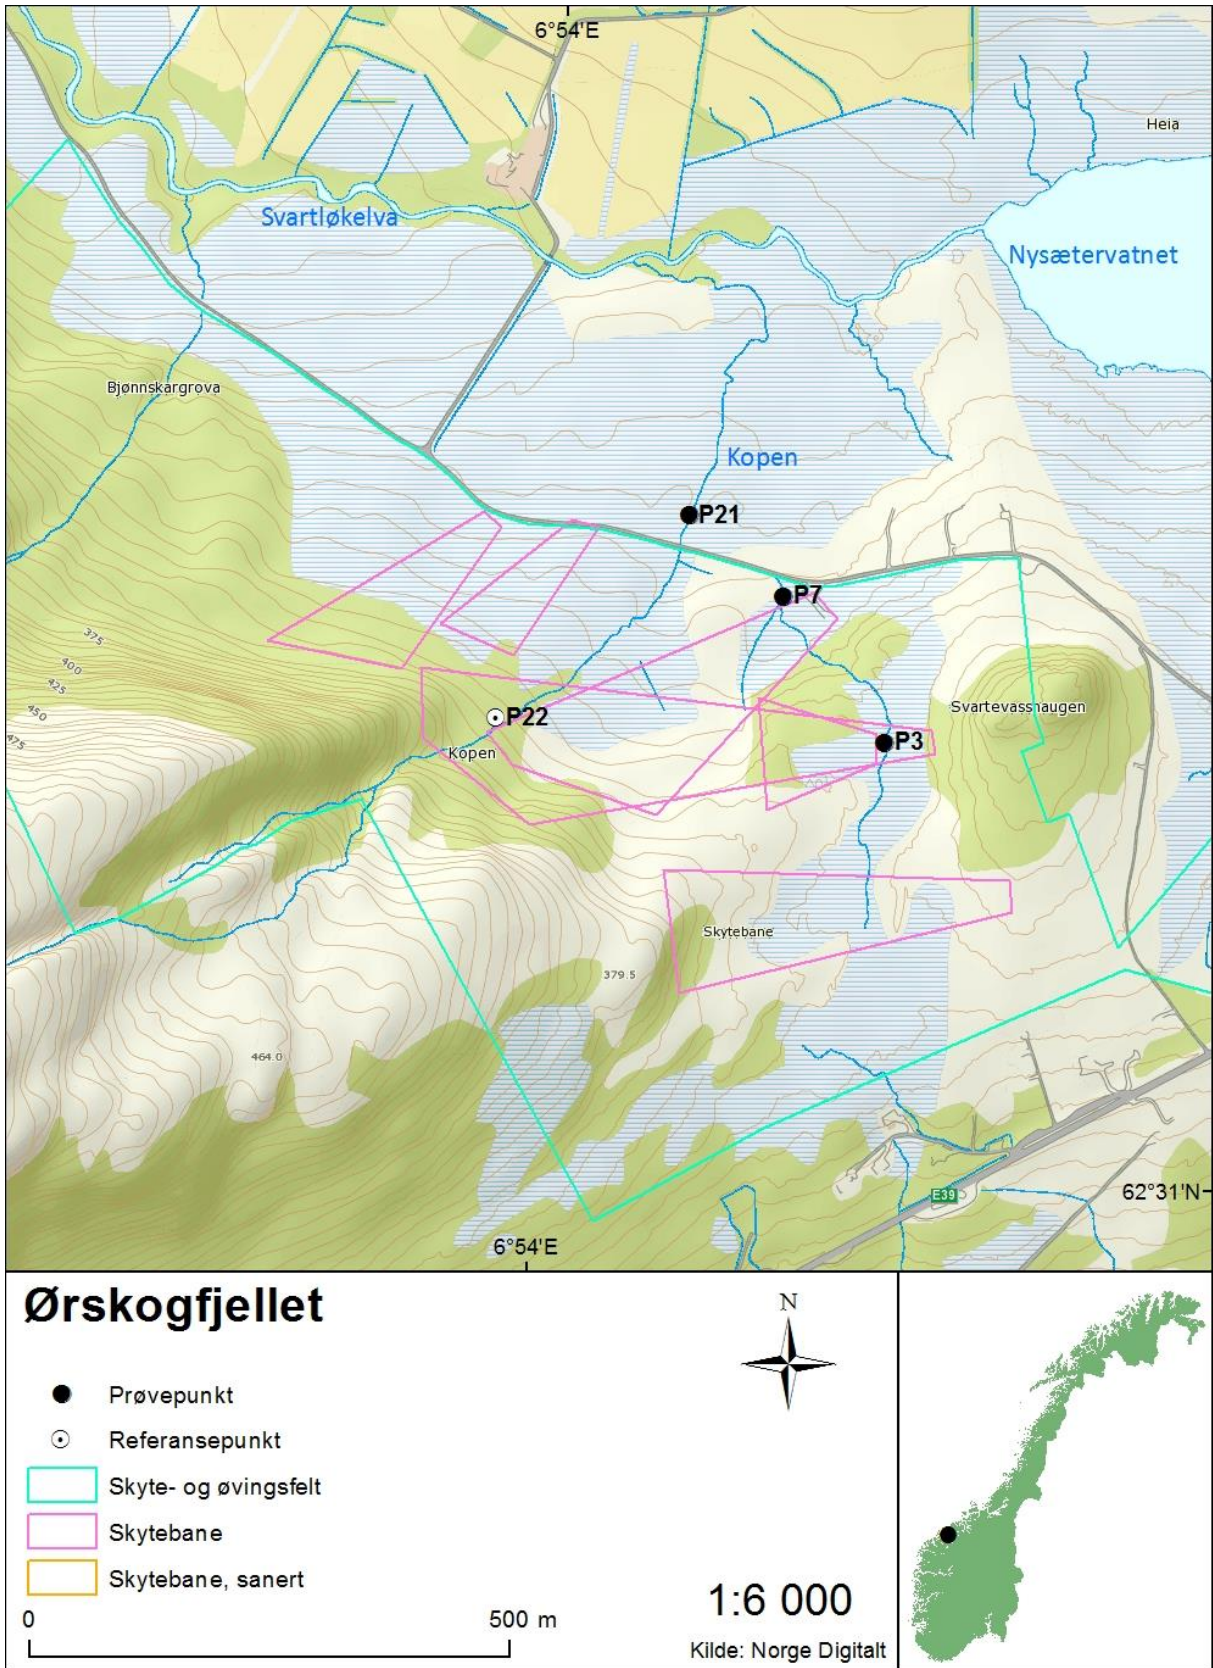 6°54'E
Heia
Svartløkelva
Nysætervatnet
Bjønnskargrova
Kopen
P21
P7
375
400
425
450
475
P22
Svartevasshaugen
P3
Kopen
Skytebane
379.5
464.0
E39
62°31'N
6°54'E
Ørskogfjellet
N
Prøvepunkt
Referansepunkt
Skyte- og øvingsfelt
Skytebane
Skytebane, sanert
0 500 m
1:6 000
Kilde: Norge Digitalt